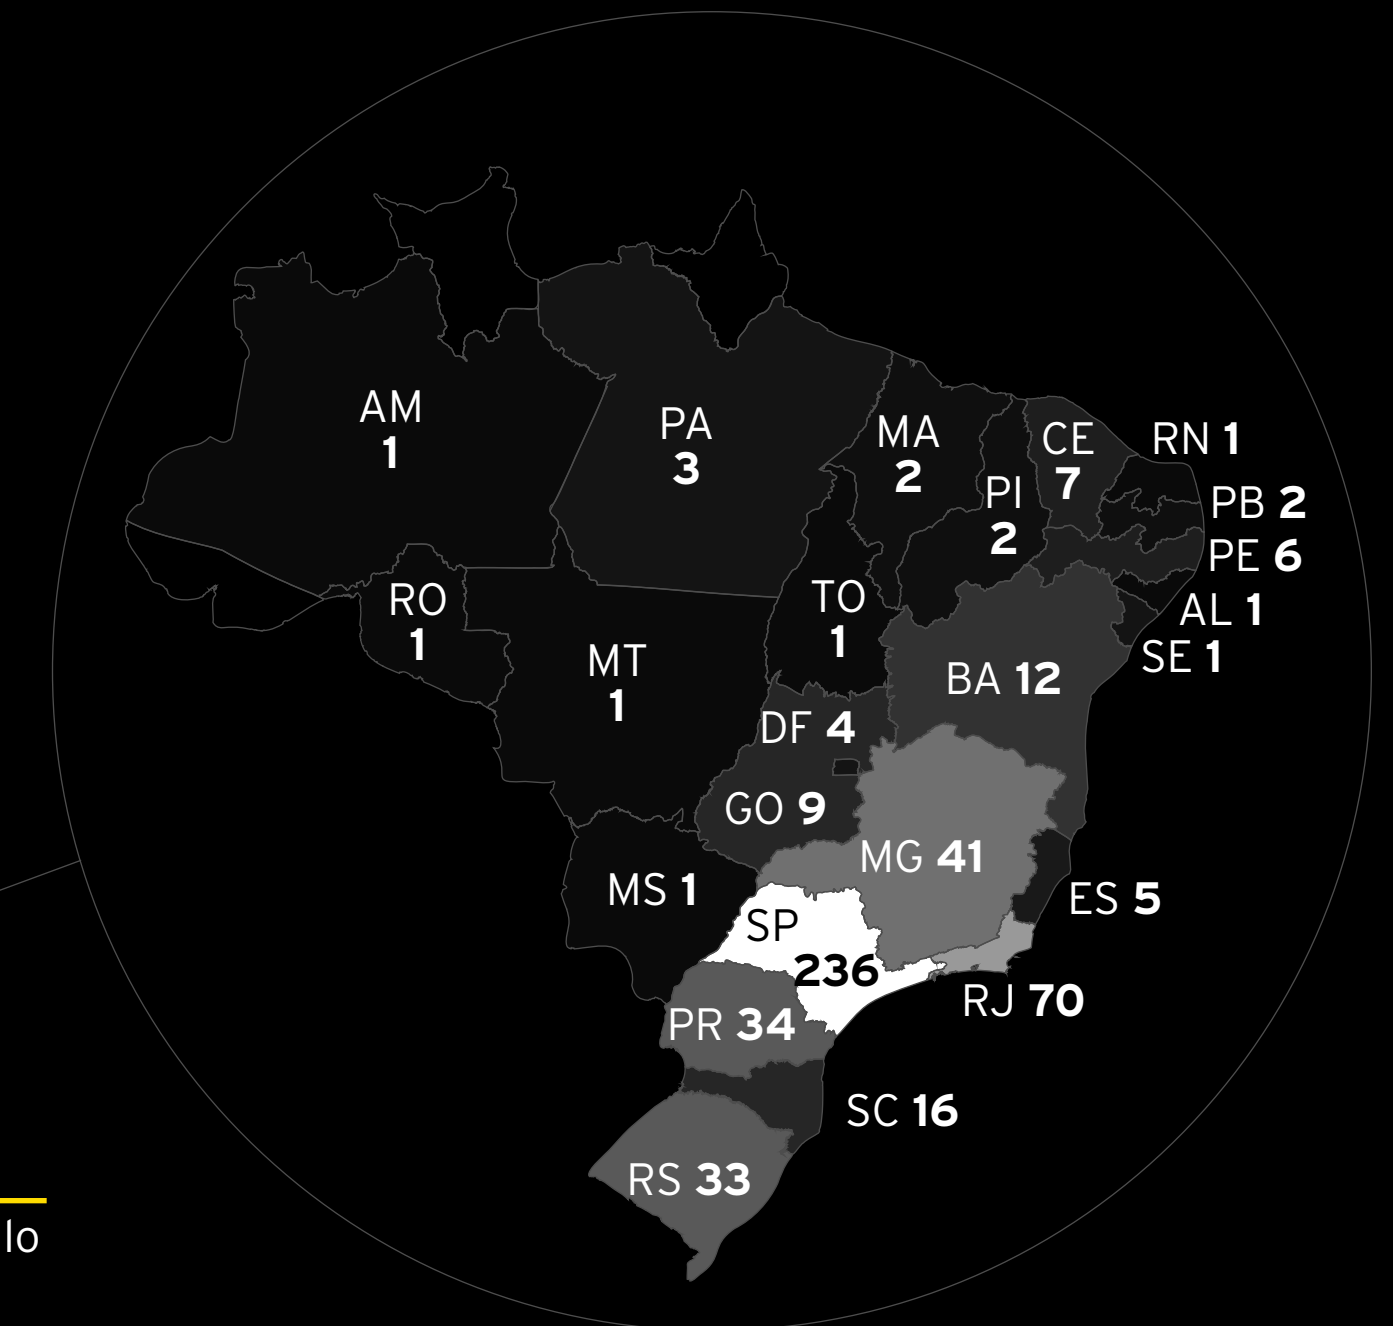 AM
1
PA
3
MA
2
PI
2
CE
7
RN 1
PB 2
PE 6
AL 1
SE 1
RO
1
MT
1
TO
1
BA 12
DF 4
GO 9
MG 41
MS 1
ES 5
SP
236
RJ 70
PR 34
SC 16
RS 33
lo